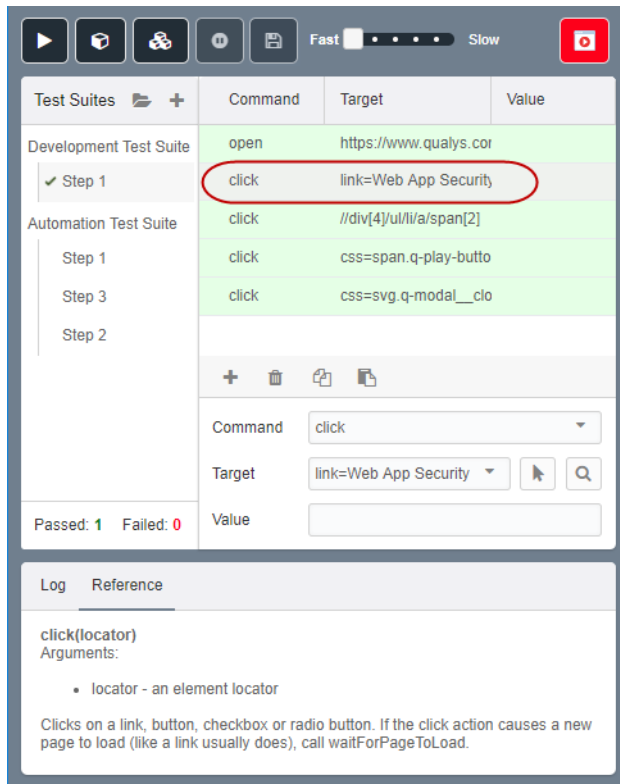 Fast Slow
Test Suites
Command Target Value
Development Test Suite
Step 1
Automation Test Suite
Step 1
Step 3
Step 2
open https://www.qualys.cor
click link=Web App Security
click //div[4]/ul/li/a/span[2]
click css=span.q-play-butto
click css=svg.q-modal__clo
Command click
Target link=Web App Security
Value
Passed: 1 Failed: 0
Log Reference
click(locator)
Arguments:
• locator - an element locator
Clicks on a link, button, checkbox or radio button. If the click action causes a new
page to load (like a link usually does), call waitForPageToLoad.